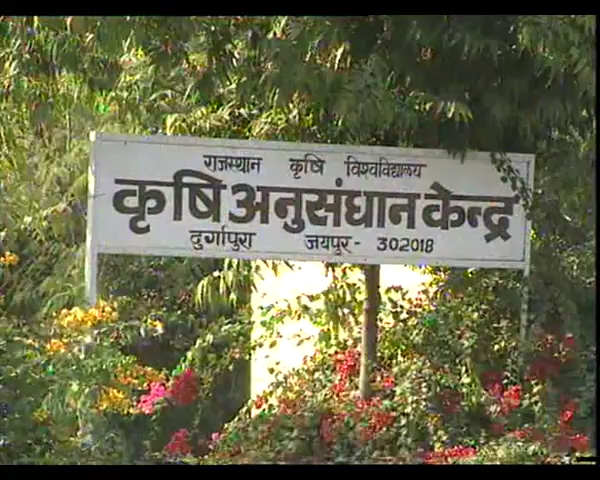 राजस्थान कृषि विश्वविद्यालय
कृषि अनुसंधान केन्द्र
दुर्गापुरा जयपुर - 302018